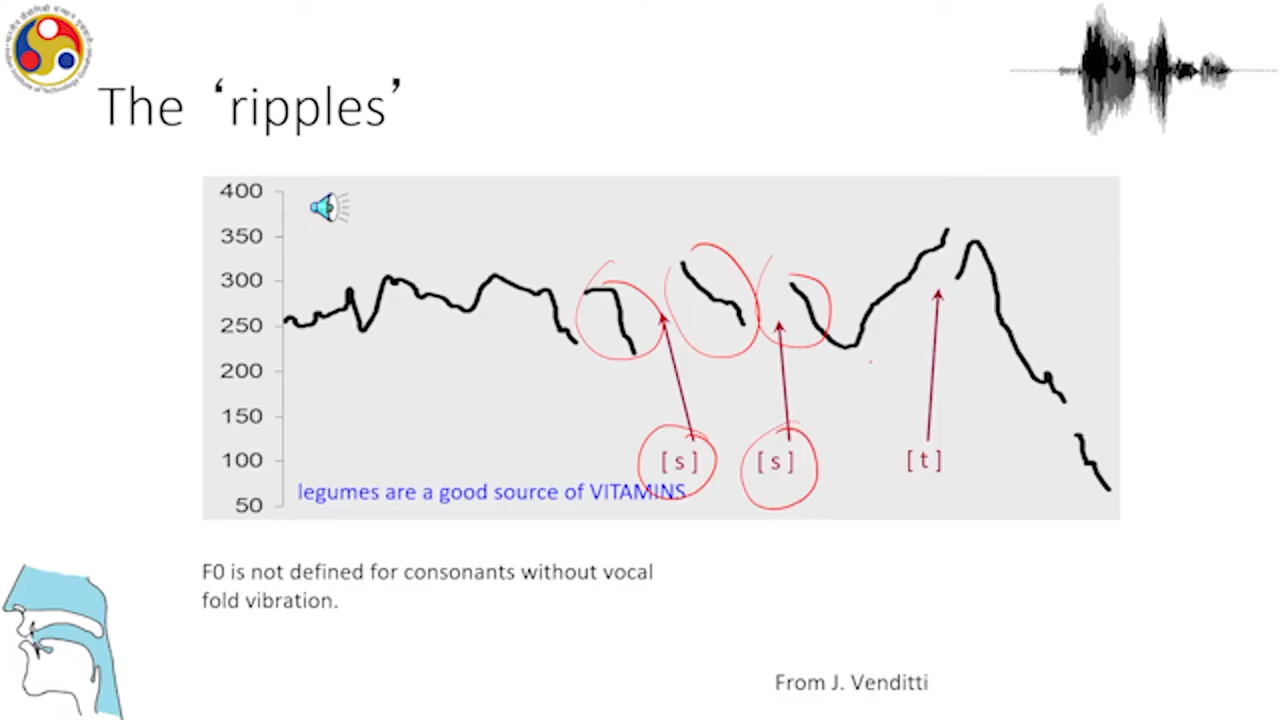 The ‘ripples’
400
350
300
250
200
150
100
50
[ s ]
[ s ]
[ t ]
legumes are a good source of VITAMINS
F0 is not defined for consonants without vocal
fold vibration.
From J. Venditti